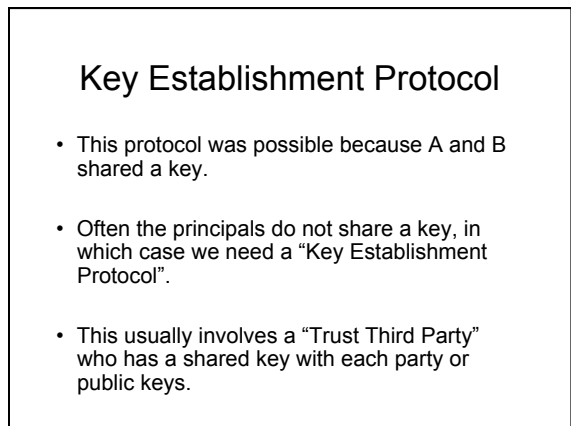 Key Establishment Protocol
• This protocol was possible because A and B
shared a key.
• Often the principals do not share a key, in
which case we need a “Key Establishment
Protocol”.
• This usually involves a “Trust Third Party”
who has a shared key with each party or
public keys.